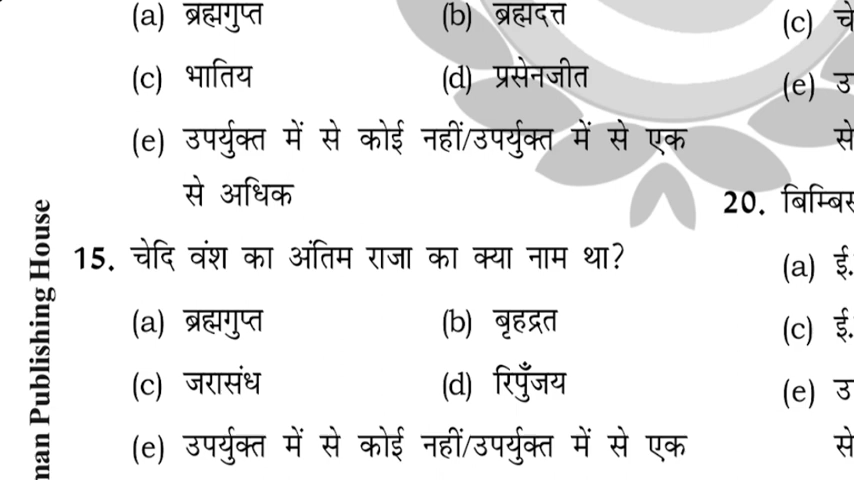 (a) ब्रह्मगुप्त (b) ब्रह्मदत्त
(c) भातिय (d) प्रसेनजीत
(e) उपर्युक्त में से कोई नहीं/उपर्युक्त में से एक
से अधिक
15. चेदि वंश का अंतिम राजा का क्या नाम था?
(a) ब्रह्मगुप्त (b) बृहद्रत
(c) जरासंध (d) रिपुँजय
(e) उपर्युक्त में से कोई नहीं/उपर्युक्त में से एक
(c) चे
(e) उ
से
20. बिम्बिस
(a) ई.
(c) ई.
(e) उ
से
man Publishing House